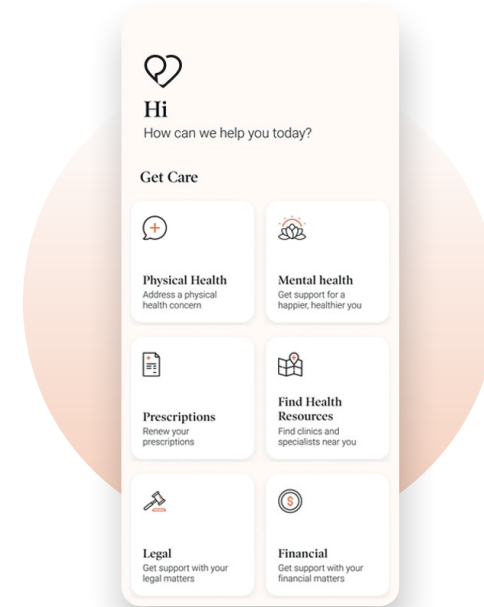 Hi
How can we help you today?
Get Care
Physical Health
Address a physical
health concern
Mental health
Get support for a
happier, healthier you
Prescriptions
Renew your
prescriptions
Find Health
Resources
Find clinics and
specialists near you
Legal
Get support with your
legal matters
$
Financial
Get support with your
financial matters